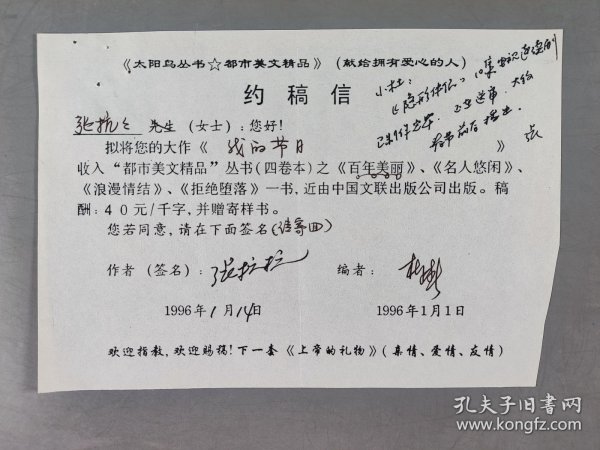 《太阳鸟丛书☆都市美文精品》（献给拥有爱心的人）
约稿信
先生（女士）：您好！
拟将您的大作《我的节日》
收入“都市美文精品”丛书（四卷本）之《百年美丽》、《名人悠闲》、
《浪漫情结》、《拒绝堕落》一书，近由中国文联出版公司出版。稿
酬：40元/千字，并赠寄样书。
您若同意，请在下面签名（请寄回）
作者（签名）：张抗抗
编者：
1996年1月14日
1996年1月1日
欢迎指教，欢迎赐稿！下一套《上帝的礼物》（亲情、爱情、友情）
小杜：
张
孔夫子旧书网
www.kongfz.com